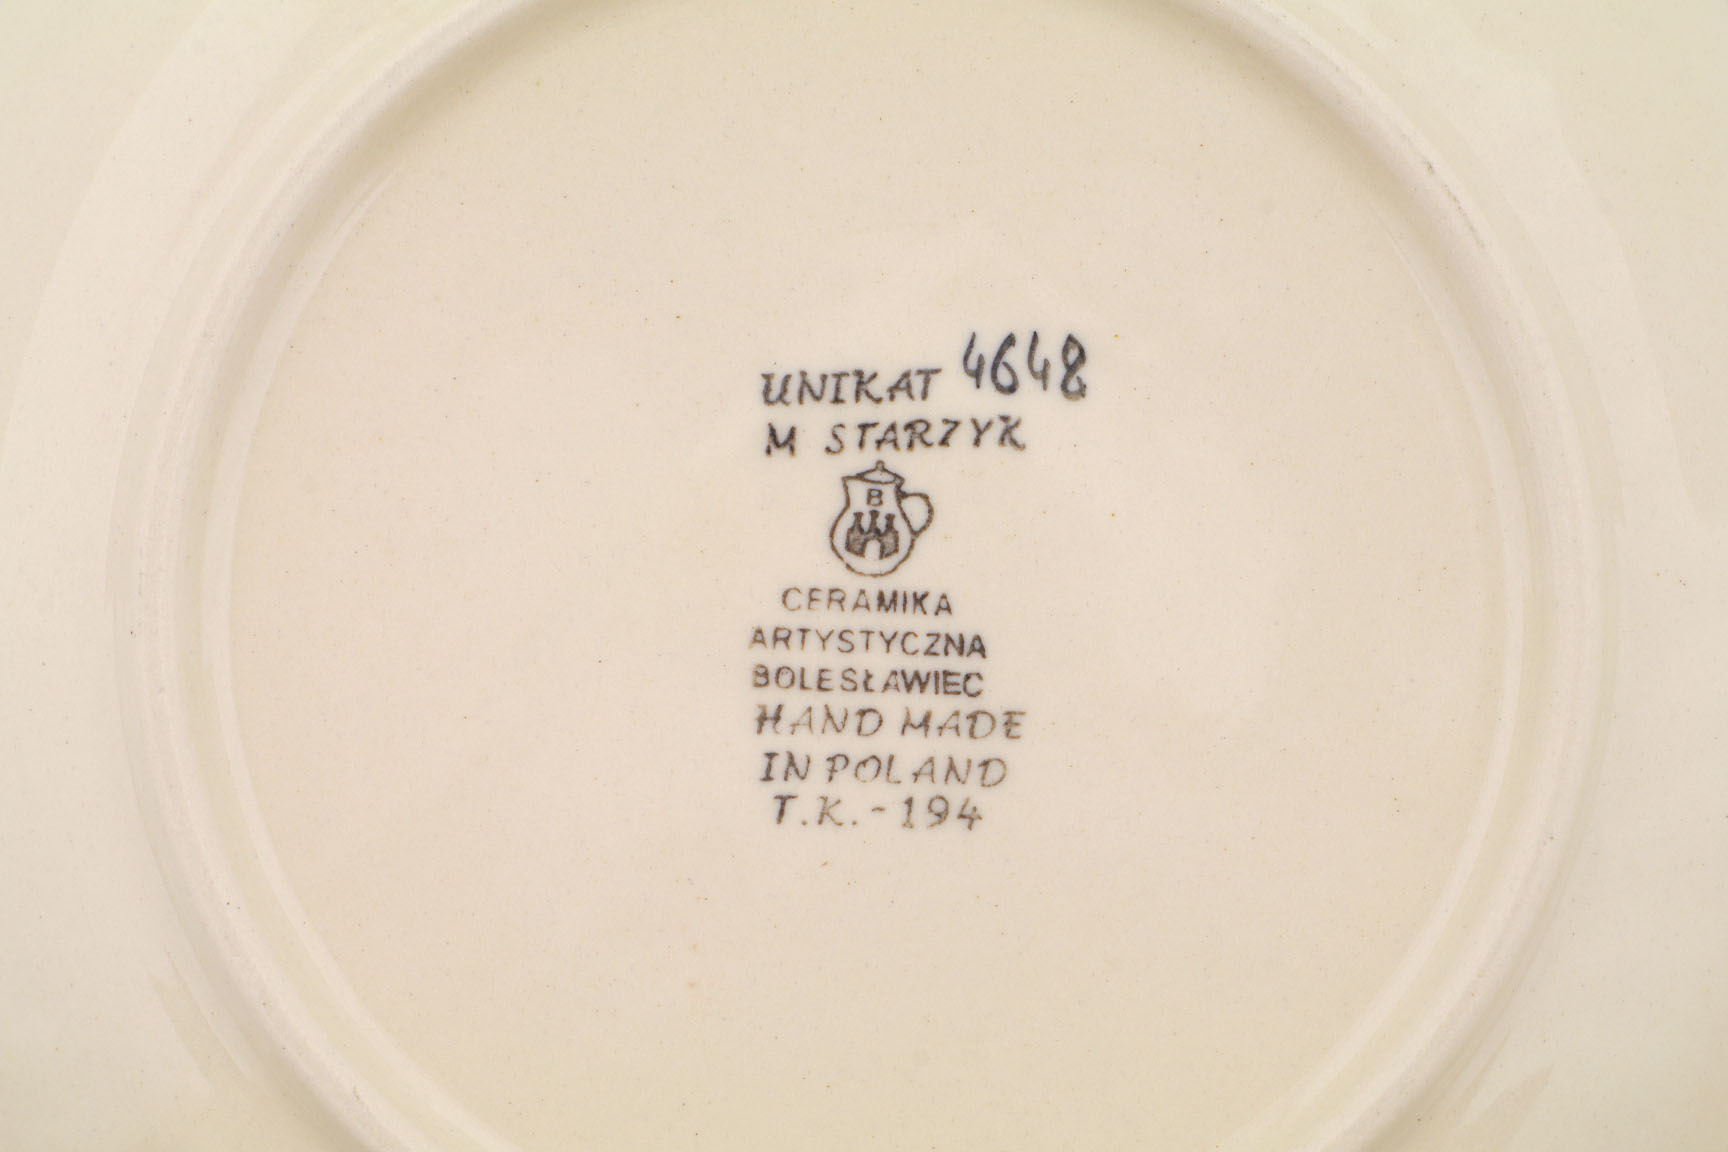 UNIKAT 4648
M STARZYK
B
CERAMIKA
ARTYSTYCZNA
BOLESŁAWIEC
HAND MADE
IN POLAND
T.K.-194